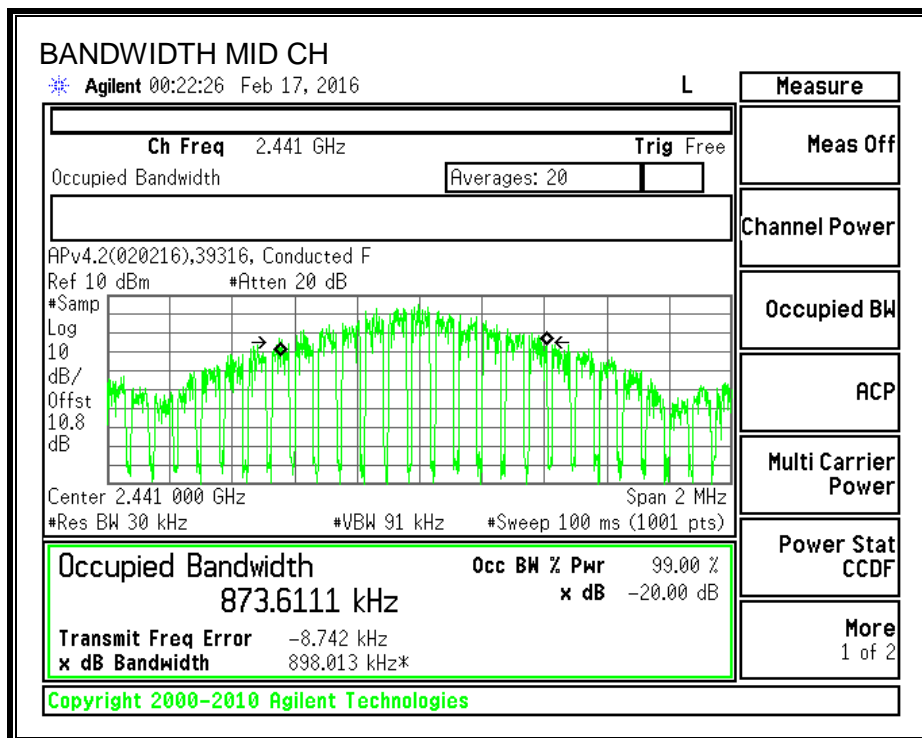 BANDWIDTH MID CH
Agilent 00:22:26 Feb 17, 2016 L
Measure
Ch Freq 2.441 GHz Trig Free
Meas Off
Occupied Bandwidth Averages: 20
Channel Power
APv4.2(020216),39316, Conducted F
Ref 10 dBm #Atten 20 dB
#Samp
Log
10
dB/
Offst
10.8
dB
Occupied BW
ACP
Center 2.441 000 GHz Span 2 MHz
#Res BW 30 kHz #VBW 91 kHz #Sweep 100 ms (1001 pts)
Multi Carrier
Power
Occupied Bandwidth
873.6111 kHz
Occ BW % Pwr 99.00 %
x dB -20.00 dB
Transmit Freq Error -8.742 kHz
x dB Bandwidth 898.013 kHz*
Power Stat
CCDF
More
1 of 2
Copyright 2000-2010 Agilent Technologies